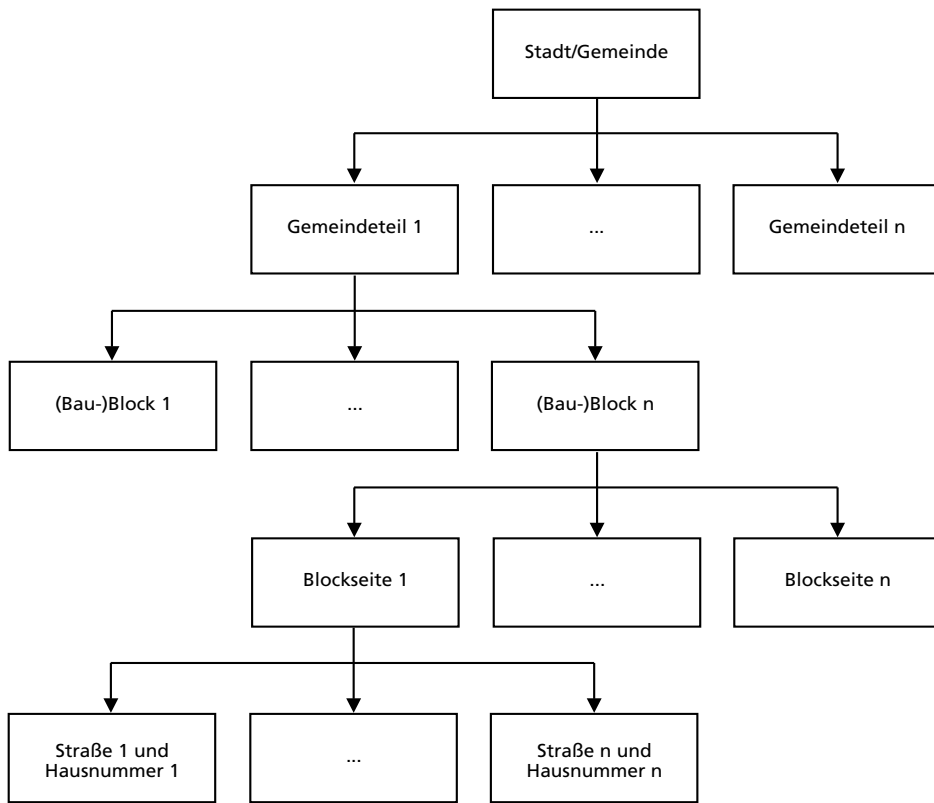 Stadt/Gemeinde
Gemeindeteil 1
...
Gemeindeteil n
(Bau-)Block 1
...
(Bau-)Block n
Blockseite 1
...
Blockseite n
Straße 1 und
Hausnummer 1
...
Straße n und
Hausnummer n